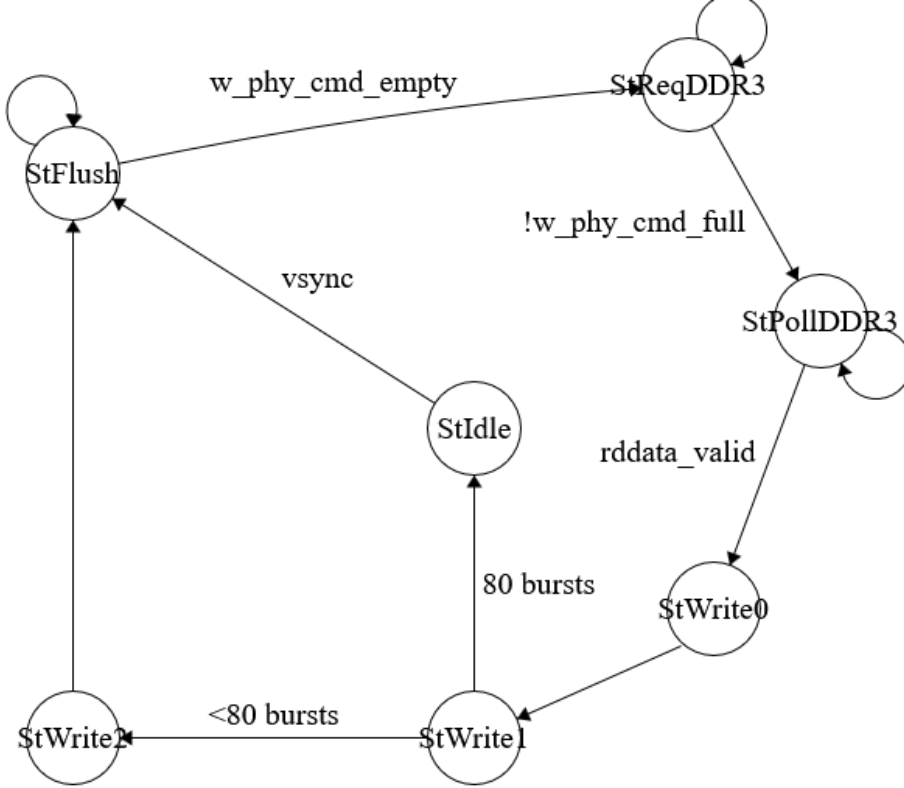 w_phy_cmd_empty
StReqDDR3
StFlush
!w_phy_cmd_full
vsync
StPollDDR3
StIdle
rddata_valid
80 bursts
StWrite0
<80 bursts
StWrite2
StWrite1